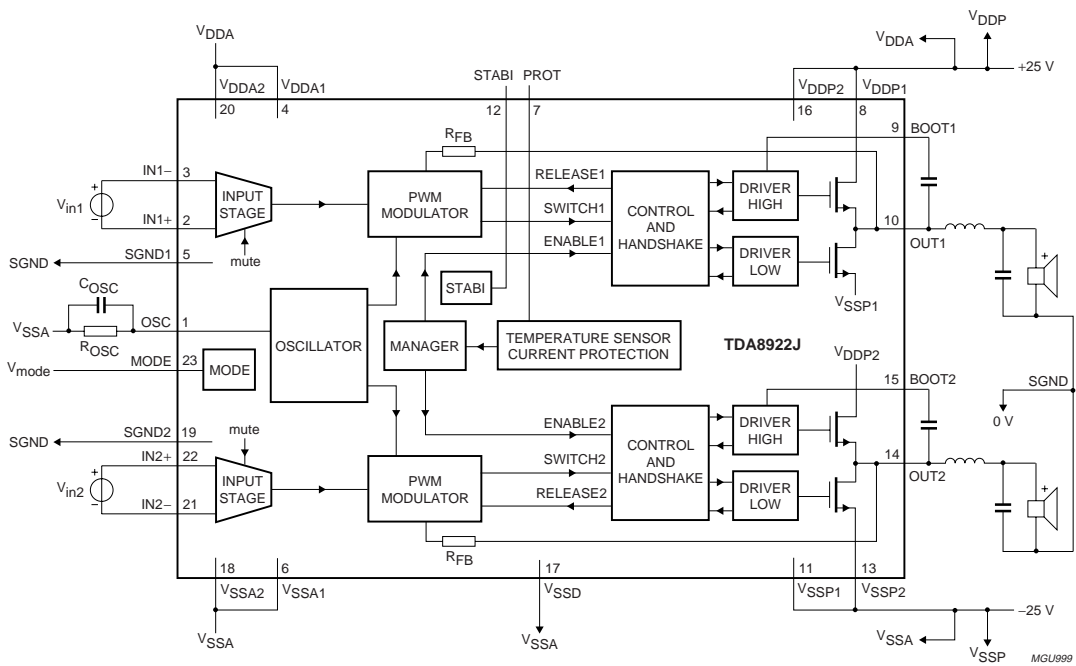 VDDA
VDDP
VDDA
+25 V
STABI PROT
VDDA2 VDDA1
20 4 12 7
VDDP2 VDDP1
16 8
9 BOOT1
RFB
IN1− 3
Vin1
+
−
IN1+ 2
INPUT
STAGE
mute
PWM
MODULATOR
RELEASE1
SWITCH1
ENABLE1
CONTROL
AND
HANDSHAKE
DRIVER
HIGH
DRIVER
LOW
10
OUT1
+
VSSP1
SGND
SGND1
5
COSC
VSSA
ROSC
OSC 1
STABI
OSCILLATOR
MANAGER
TEMPERATURE SENSOR
CURRENT PROTECTION
TDA8922J
Vmode
MODE 23
MODE
VDDP2
15 BOOT2
SGND
0 V
SGND
SGND2 19
mute
IN2+ 22
Vin2
+
−
IN2− 21
INPUT
STAGE
PWM
MODULATOR
ENABLE2
SWITCH2
RELEASE2
CONTROL
AND
HANDSHAKE
DRIVER
HIGH
DRIVER
LOW
14
OUT2
+
RFB
18 6 17 11 13
VSSA2 VSSA1 VSSD VSSP1 VSSP2
−25 V
VSSA VSSA VSSA
VSSP
MGU999